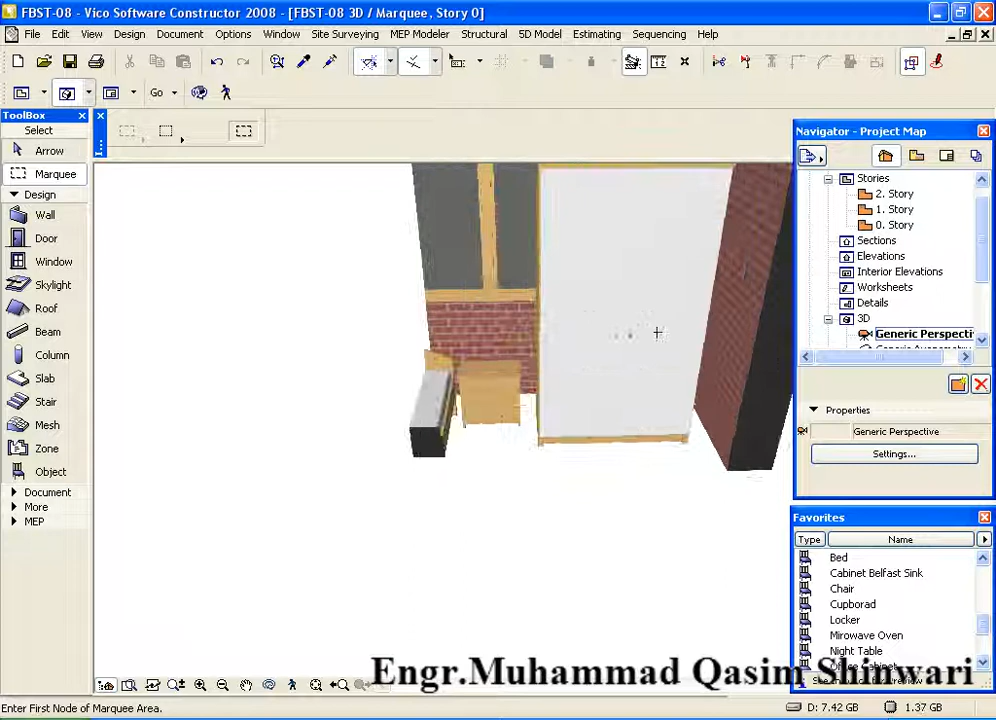 FBST-08 - Vico Software Constructor 2008 - [FBST-08 3D / Marquee, Story 0]
File Edit View Design Document Options Window Site Surveying MEP Modeler Structural 5D Model Estimating Sequencing Help
Go
ToolBox
Select
Arrow
Marquee
Design
Wall
Door
Window
Skylight
Roof
Beam
Column
Slab
Stair
Mesh
Zone
Object
Document
More
MEP
Navigator - Project Map
Stories
2. Story
1. Story
0. Story
Sections
Elevations
Interior Elevations
Worksheets
Details
3D
Generic Perspecti
Properties
Generic Perspective
Settings...
Favorites
Type Name
Bed
Cabinet Belfast Sink
Chair
Cupborad
Locker
Mirowave Oven
Night Table
Engr.Muhammad Qasim Shinwari
Enter First Node of Marquee Area.
D: 7.42 GB 1.37 GB